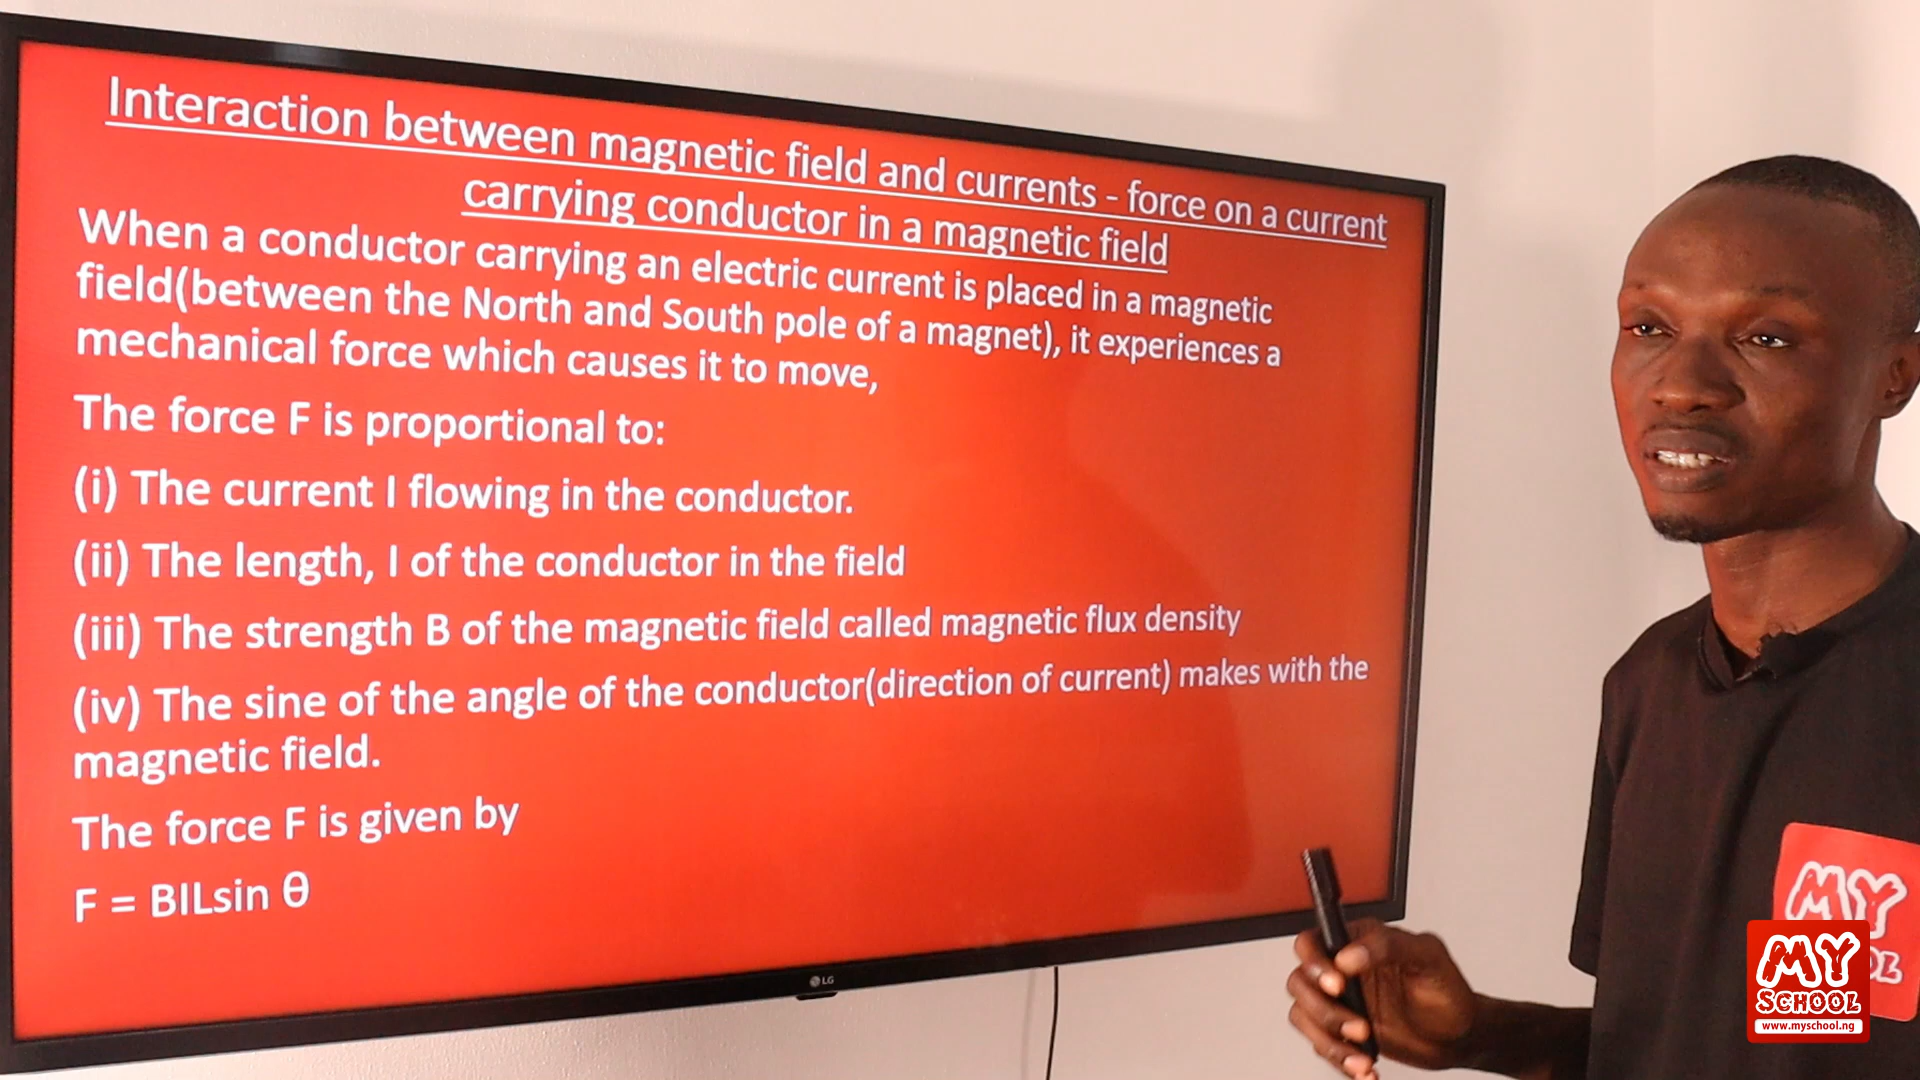 Interaction between magnetic field and currents - force on a current
carrying conductor in a magnetic field
When a conductor carrying an electric current is placed in a magnetic
field(between the North and South pole of a magnet), it experiences a
mechanical force which causes it to move,
The force F is proportional to:
(i) The current I flowing in the conductor.
(ii) The length, l of the conductor in the field
(iii) The strength B of the magnetic field called magnetic flux density
(iv) The sine of the angle of the conductor(direction of current) makes with the
magnetic field.
The force F is given by
F = BILsin θ
LG
MY
MY
SCHOOL
www.myschool.ng